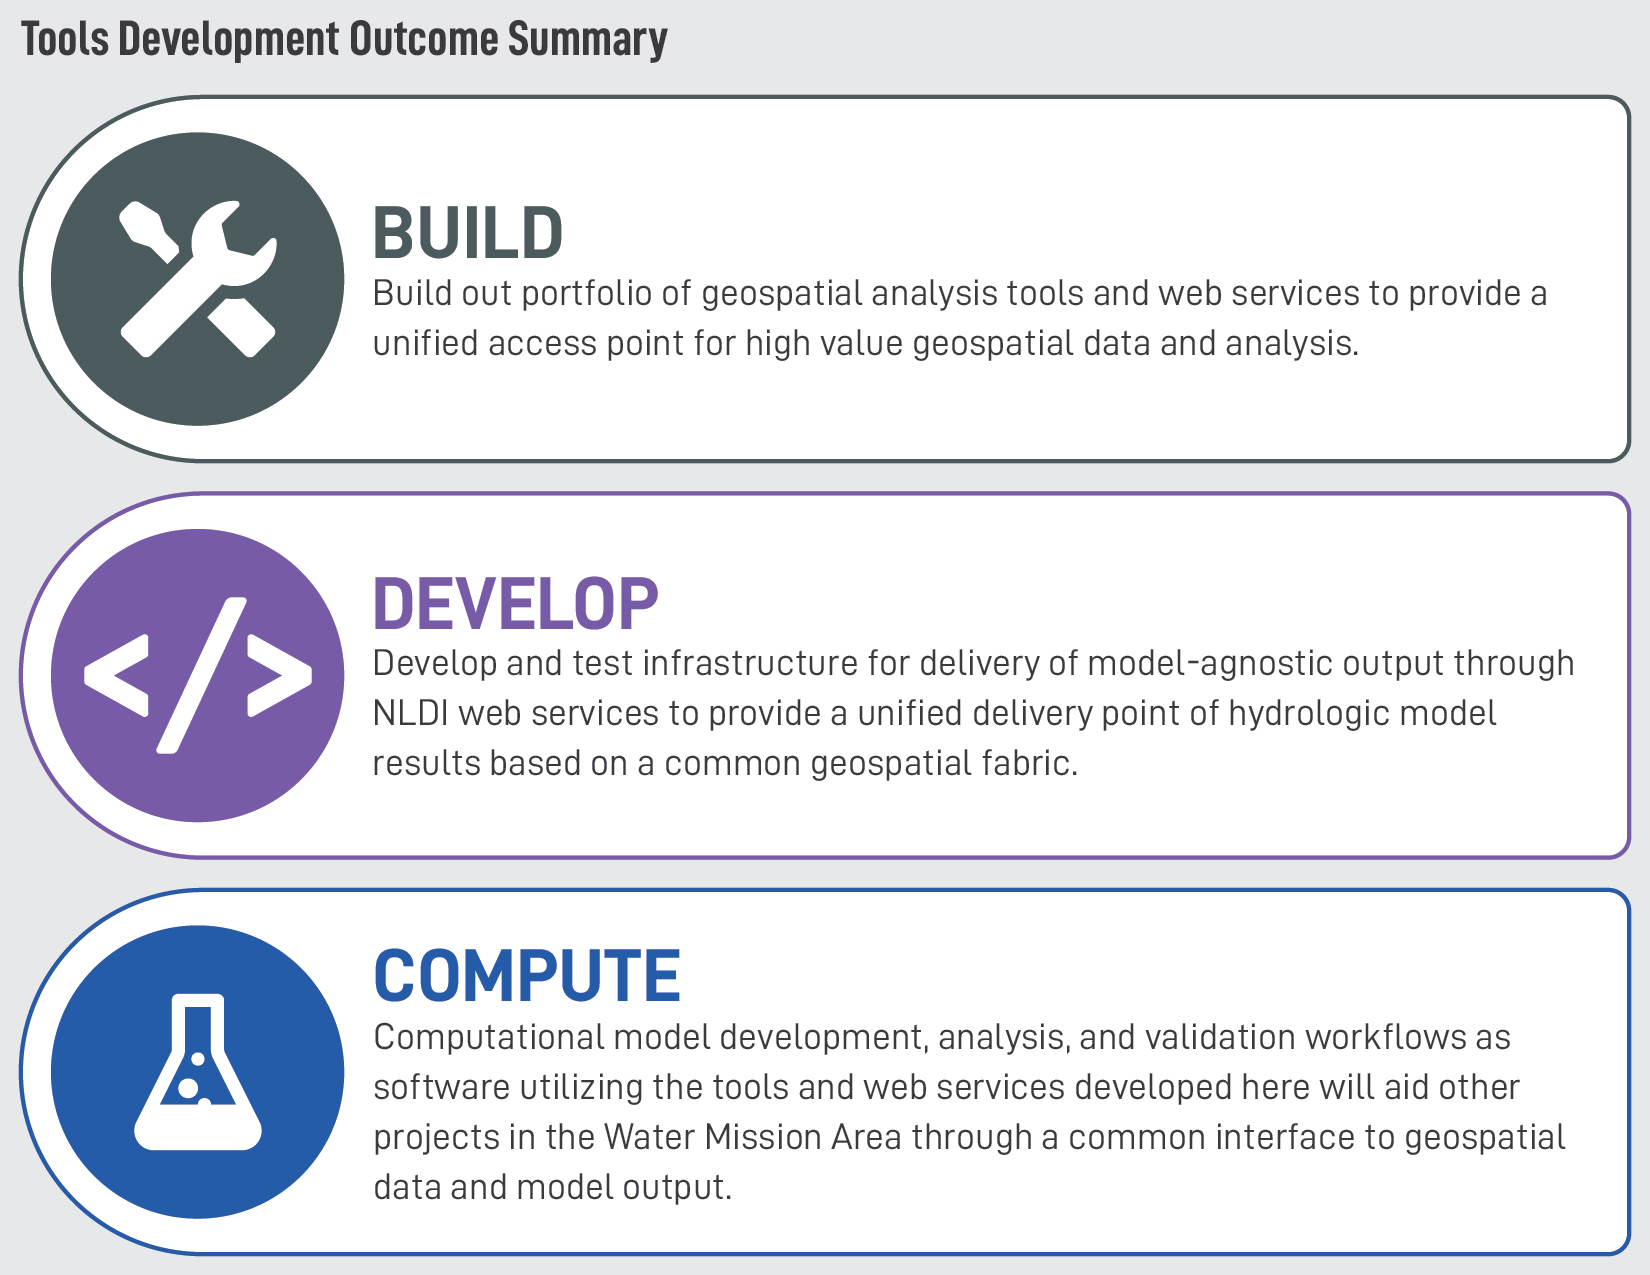 Tools Development Outcome Summary
BUILD
Build out portfolio of geospatial analysis tools and web services to provide a
unified access point for high value geospatial data and analysis.
DEVELOP
Develop and test infrastructure for delivery of model-agnostic output through
NLDI web services to provide a unified delivery point of hydrologic model
results based on a common geospatial fabric.
COMPUTE
Computational model development, analysis, and validation workflows as
software utilizing the tools and web services developed here will aid other
projects in the Water Mission Area through a common interface to geospatial
data and model output.